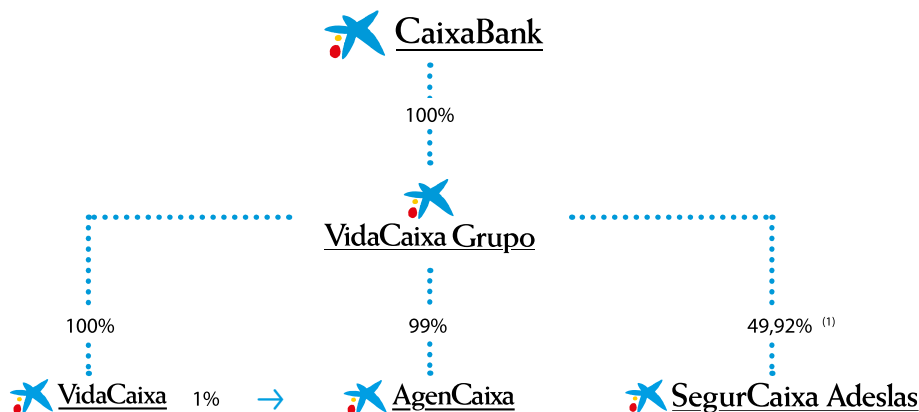 CaixaBank
100%
VidaCaixa Grupo
100%
99%
49,92% (1)
VidaCaixa
1%
AgenCaixa
SegurCaixa Adeslas